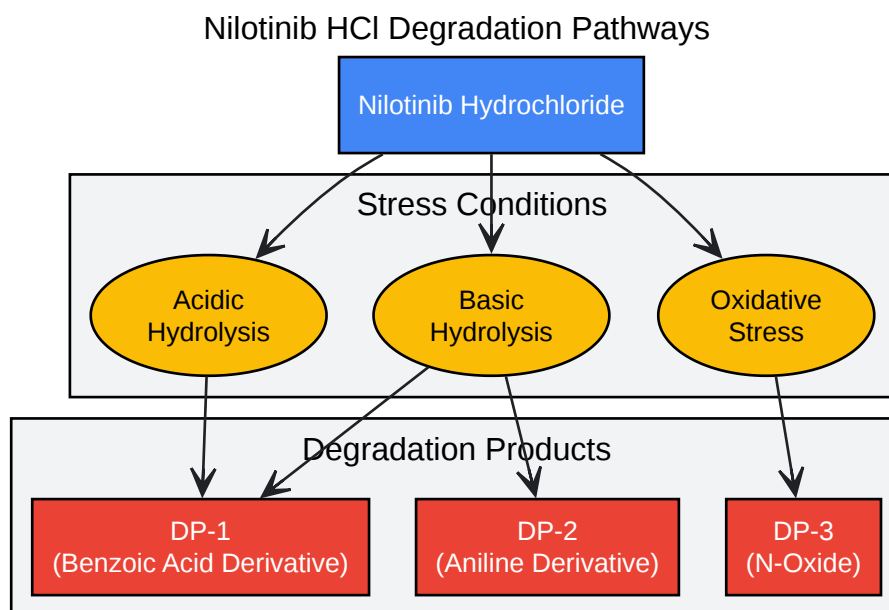 Nilotinib HCl Degradation Pathways
Nilotinib Hydrochloride
Stress Conditions
Acidic
Hydrolysis
Basic
Hydrolysis
Oxidative
Stress
Degradation Products
DP-1
(Benzoic Acid Derivative)
DP-2
(Aniline Derivative)
DP-3
(N-Oxide)